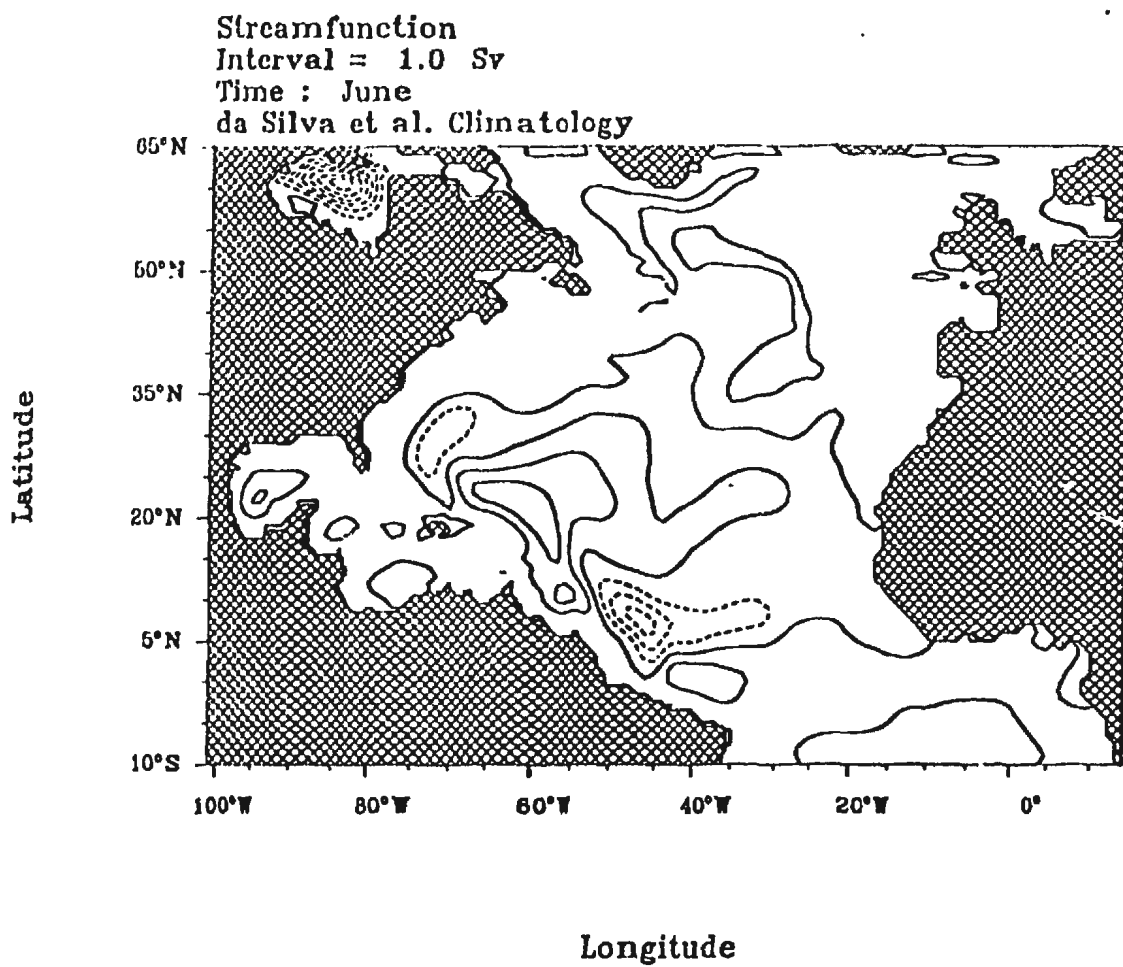 Streamfunction
Interval = 1.0 Sv
Time : June
da Silva et al. Climatology
65°N
50°N
35°N
20°N
5°N
10°S
100°W 80°W 60°W 40°W 20°W 0°
Latitude
Longitude